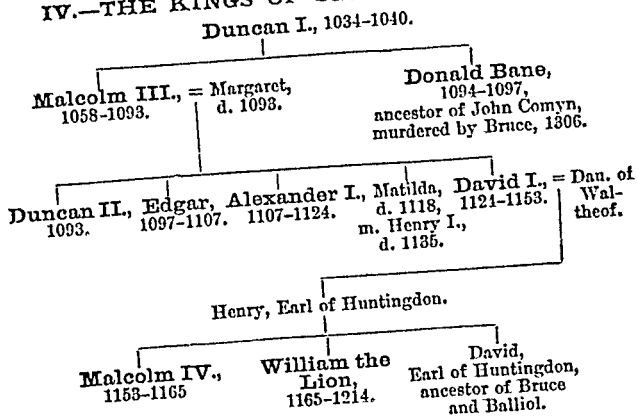 IV.—THE KINGS OF
Duncan I., 1034–1040.
Malcolm III., = Margaret,
1058–1093. d. 1093.
Donald Bane,
1094–1097,
ancestor of John Comyn,
murdered by Bruce, 1306.
Duncan II.,
1093.
Edgar,
1097–1107.
Alexander I.,
1107–1124.
Matilda,
d. 1118,
m. Henry I.,
d. 1135.
David I., = Dau. of
1124–1153. Wal-
theof.
Henry, Earl of Huntingdon.
Malcolm IV.,
1153–1165
William the
Lion,
1165–1214.
David,
Earl of Huntingdon,
ancestor of Bruce
and Balliol.